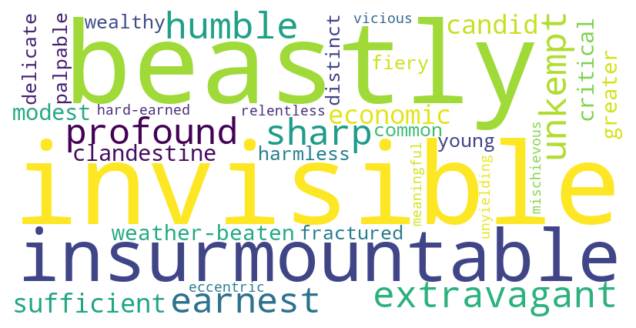 delicate palpable wealthy humble beastly distinct vicious fiery candid unkempt critical greater
modest hard-earned relentless economic
profound sharp common young
clandestine harmless meaningful unyielding mischievous
invisible
weather-beaten fractured
insurmountable
eccentric
sufficient earnest extravagant